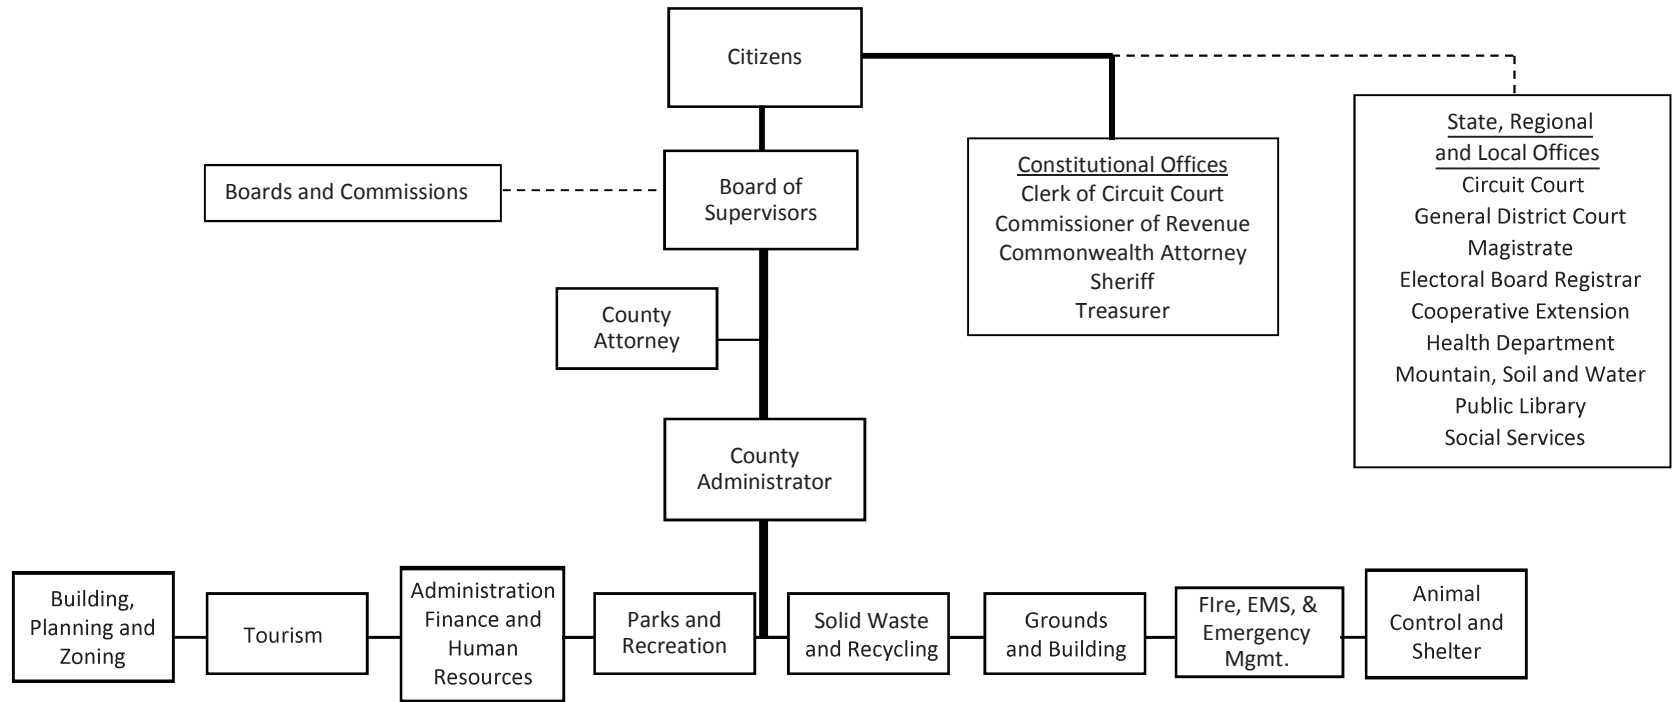 Citizens
Boards and Commissions
Board of
Supervisors
Constitutional Offices
Clerk of Circuit Court
Commissioner of Revenue
Commonwealth Attorney
Sheriff
Treasurer
State, Regional
and Local Offices
Circuit Court
General District Court
Magistrate
Electoral Board Registrar
Cooperative Extension
Health Department
Mountain, Soil and Water
Public Library
Social Services
County
Attorney
County
Administrator
Building,
Planning and
Zoning
Tourism
Administration
Finance and
Human
Resources
Parks and
Recreation
Solid Waste
and Recycling
Grounds
and Building
FIre, EMS, &
Emergency
Mgmt.
Animal
Control and
Shelter